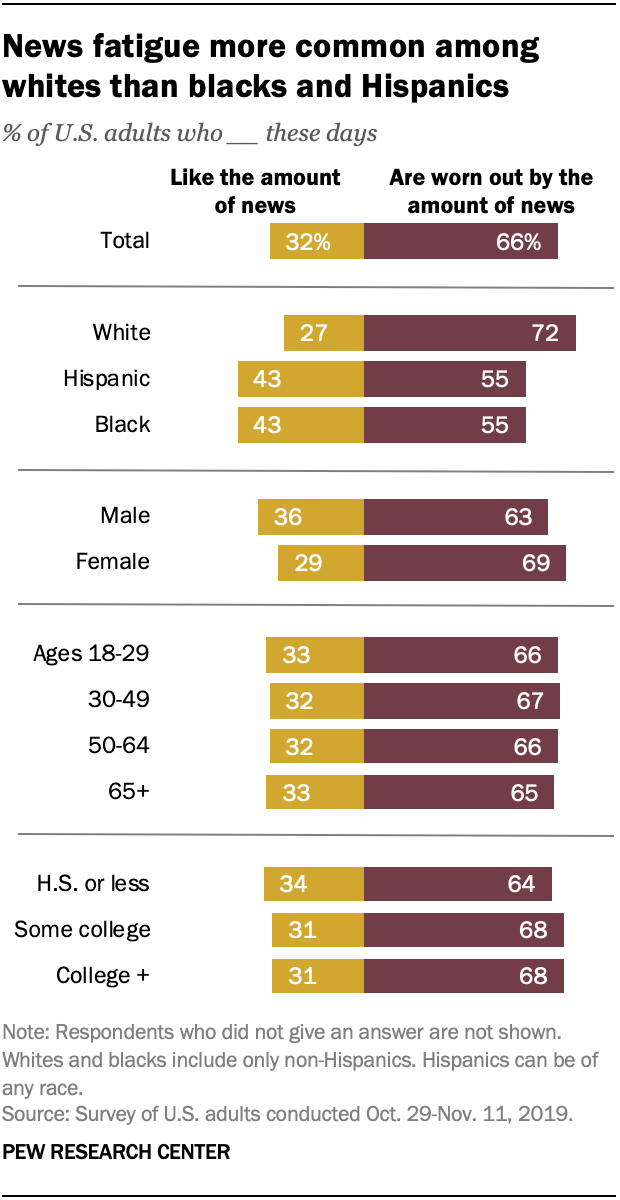 News fatigue more common among
whites than blacks and Hispanics
% of U.S. adults who __ these days
Like the amount of news
Are worn out by the amount of news
Total 32% 66%
White 27 72
Hispanic 43 55
Black 43 55
Male 36 63
Female 29 69
Ages 18-29 33 66
30-49 32 67
50-64 32 66
65+ 33 65
H.S. or less 34 64
Some college 31 68
College + 31 68
Note: Respondents who did not give an answer are not shown.
Whites and blacks include only non-Hispanics. Hispanics can be of
any race.
Source: Survey of U.S. adults conducted Oct. 29-Nov. 11, 2019.
PEW RESEARCH CENTER